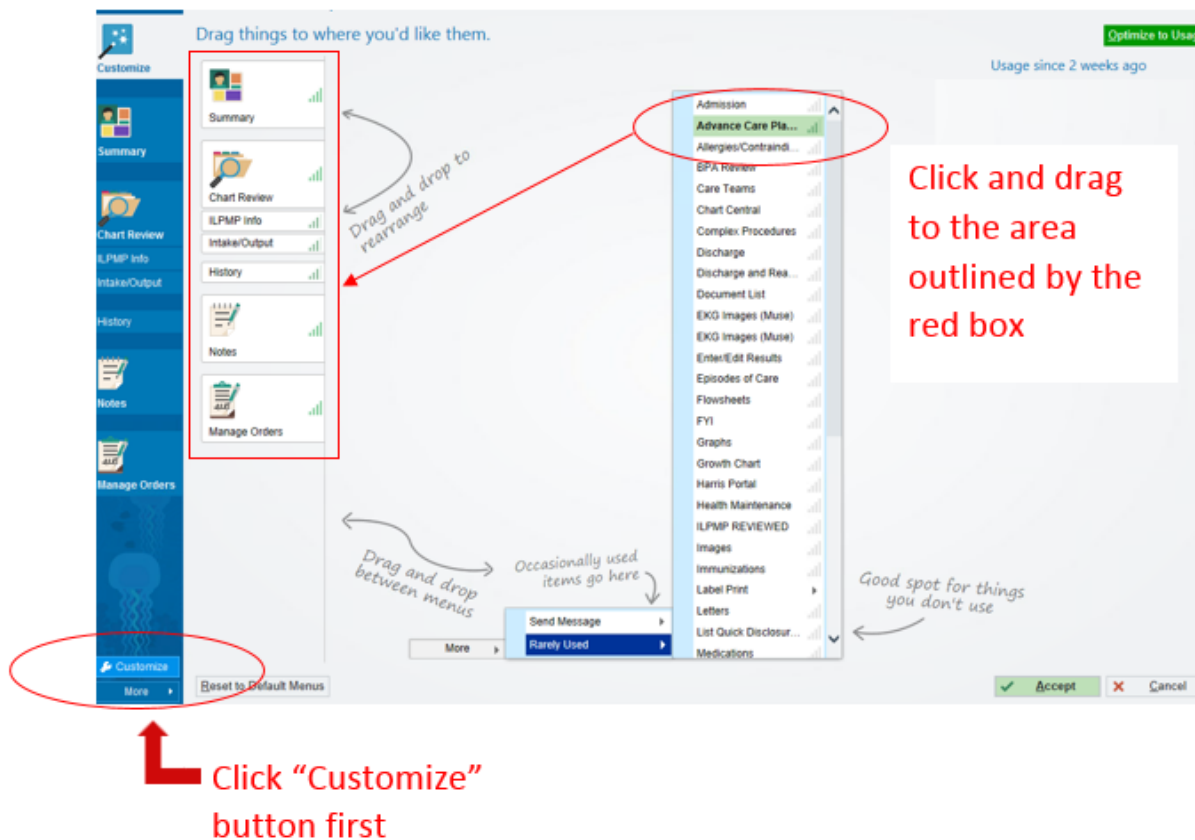 Drag things to where you'd like them.
Optimize to Usag
Usage since 2 weeks ago
Customize
Summary
Chart Review
ILPMP Info
Intake/Output
History
Notes
Manage Orders
Customize
More
Summary
Chart Review
ILPMP Info
Intake/Output
History
Notes
Manage Orders
Drag and drop to
rearrange
Admission
Advance Care Pla...
Allergies/Contraindi...
BPA Review
Care Teams
Chart Central
Complex Procedures
Discharge
Discharge and Rea...
Document List
EKG Images (Muse)
EKG Images (Muse)
Enter/Edit Results
Episodes of Care
Flowsheets
FYI
Graphs
Growth Chart
Harris Portal
Health Maintenance
ILPMP REVIEWED
Images
Immunizations
Label Print
Letters
List Quick Disclosur...
Medications
Click and drag
to the area
outlined by the
red box
Drag and drop
between menus
Occasionally used
items go here
Good spot for things
you don't use
More
Send Message
Rarely Used
Reset to Default Menus
Accept
Cancel
Click “Customize”
button first